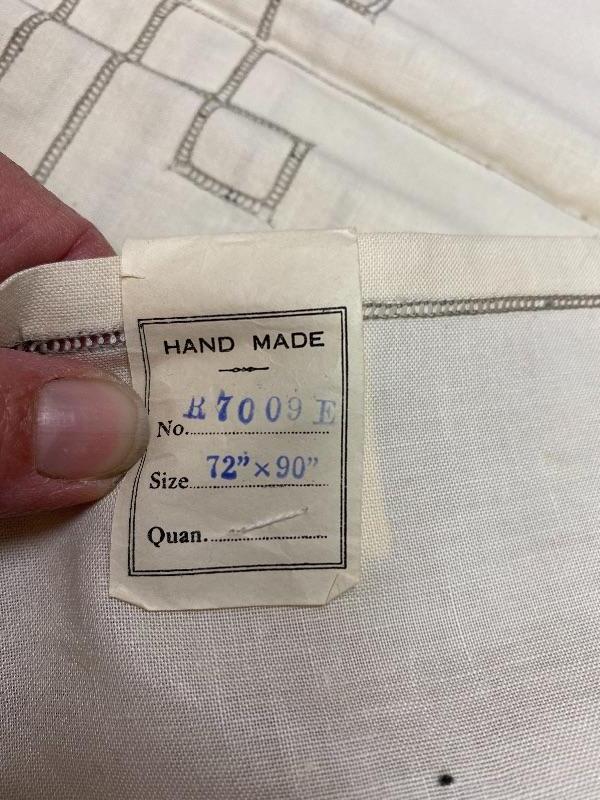 HAND MADE
No. R7009E
Size 72" × 90"
Quan.